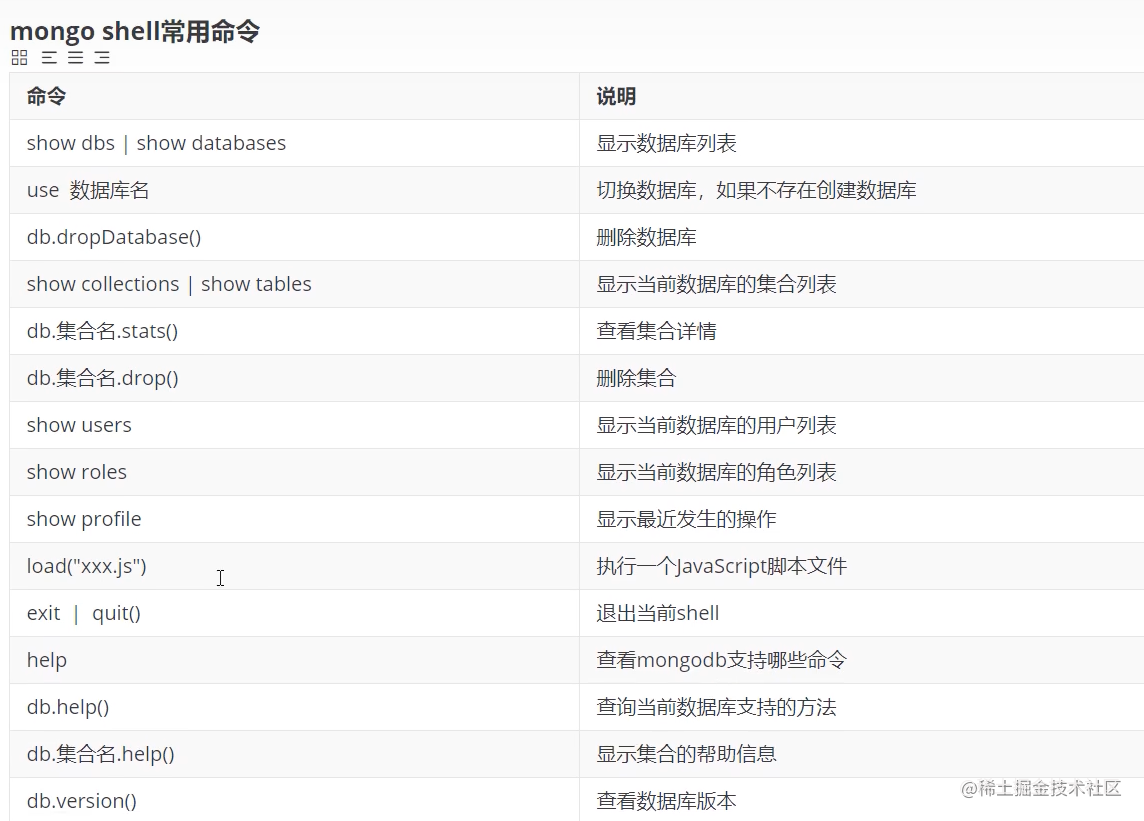 mongo shell常用命令
命令 说明
show dbs | show databases 显示数据库列表
use 数据库名 切换数据库，如果不存在创建数据库
db.dropDatabase() 删除数据库
show collections | show tables 显示当前数据库的集合列表
db.集合名.stats() 查看集合详情
db.集合名.drop() 删除集合
show users 显示当前数据库的用户列表
show roles 显示当前数据库的角色列表
show profile 显示最近发生的操作
load("xxx.js") 执行一个JavaScript脚本文件
exit | quit() 退出当前shell
help 查看mongodb支持哪些命令
db.help() 查询当前数据库支持的方法
db.集合名.help() 显示集合的帮助信息
db.version() 查看数据库版本
@稀土掘金技术社区